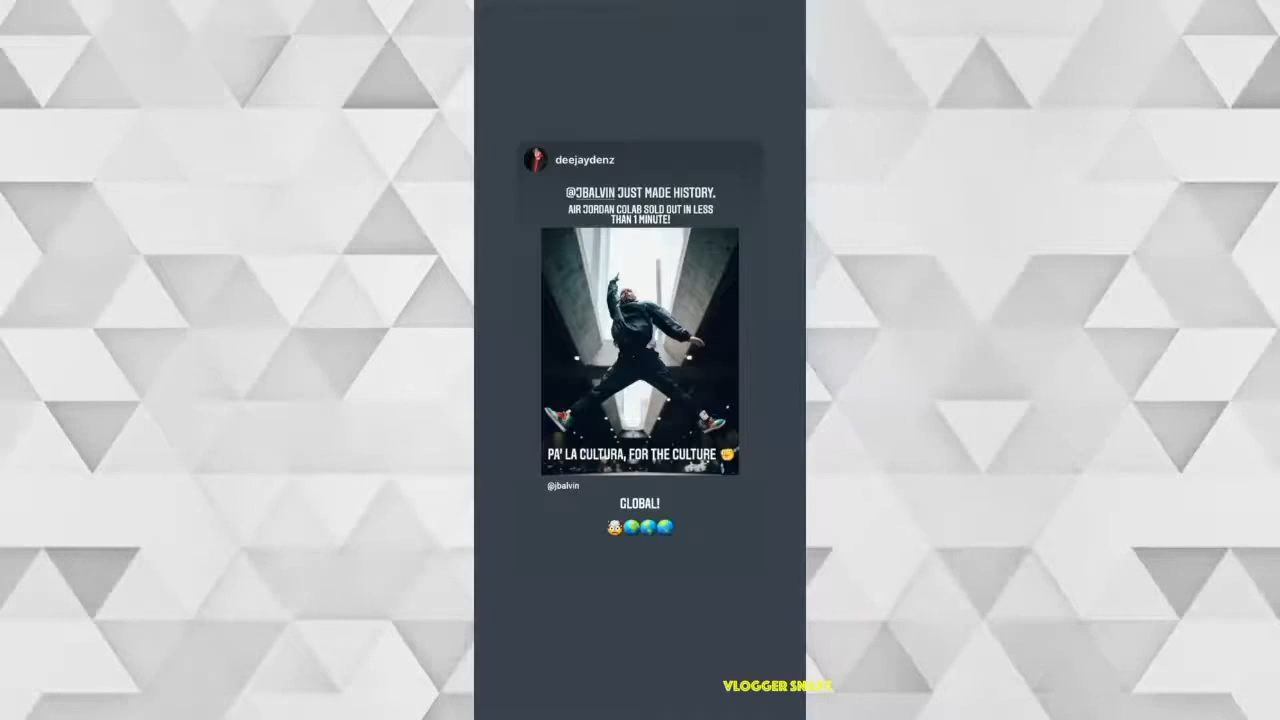 deejaydenz
@JBALVIN JUST MADE HISTORY.
AIR JORDAN COLAB SOLD OUT IN LESS
THAN 1 MINUTE!
PA' LA CULTURA, FOR THE CULTURE ✊
@jbalvin
GLOBAL!
🤯🌍🌎🌏
VLOGGER